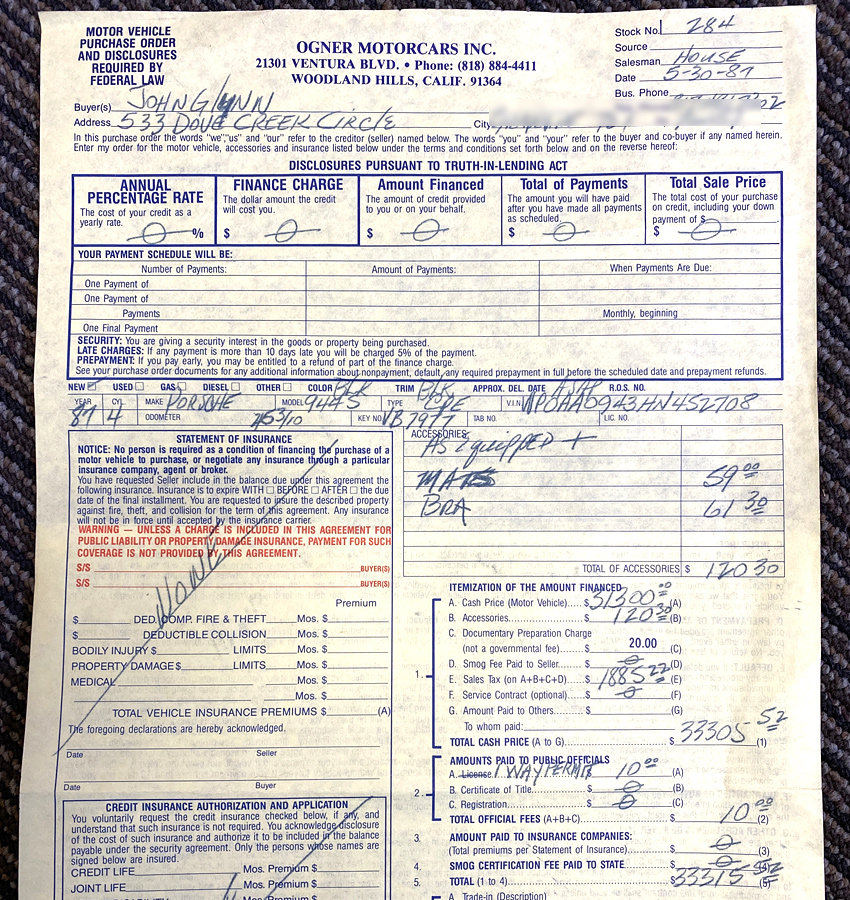 MOTOR VEHICLE
PURCHASE ORDER
AND DISCLOSURES
REQUIRED BY
FEDERAL LAW
OGNER MOTORCARS INC.
21301 VENTURA BLVD. • Phone: (818) 884-4411
WOODLAND HILLS, CALIF. 91364
Stock No. 284
Source
Salesman HOUSE
Date 5-30-87
Bus. Phone
Buyer(s) JOHN GLYNN
Address 533 DOVE CREEK CIRCLE City
In this purchase order the words "we","us" and "our" refer to the creditor (seller) named below. The words "you" and "your" refer to the buyer and co-buyer if any named herein.
Enter my order for the motor vehicle, accessories and insurance listed below under the terms and conditions set forth below and on the reverse hereof:
DISCLOSURES PURSUANT TO TRUTH-IN-LENDING ACT
ANNUAL PERCENTAGE RATE
The cost of your credit as a yearly rate.
0 %
FINANCE CHARGE
The dollar amount the credit will cost you.
$ 0
Amount Financed
The amount of credit provided to you or on your behalf.
$ 0
Total of Payments
The amount you will have paid after you have made all payments as scheduled.
$ 0
Total Sale Price
The total cost of your purchase on credit, including your down payment of $
$ 0
YOUR PAYMENT SCHEDULE WILL BE:
Number of Payments: Amount of Payments: When Payments Are Due:
One Payment of
One Payment of
Payments Monthly, beginning
One Final Payment
SECURITY: You are giving a security interest in the goods or property being purchased.
LATE CHARGES: If any payment is more than 10 days late you will be charged 5% of the payment.
PREPAYMENT: If you pay early, you may be entitled to a refund of part of the finance charge.
See your purchase order documents for any additional information about nonpayment, default, any required prepayment in full before the scheduled date and prepayment refunds.
NEW USED GAS DIESEL OTHER COLOR BLK TRIM BLK APPROX. DEL. DATE ASAP R.O.S. NO.
YEAR 87 CYL. 4 MAKE PORSCHE MODEL 944S TYPE CPE V.I.N. WP0AA0943HN452708
ODOMETER KEY NO. TAB NO. LIC. NO.
STATEMENT OF INSURANCE
NOTICE: No person is required as a condition of financing the purchase of a
motor vehicle to purchase, or negotiate any insurance through a particular
insurance company, agent or broker.
You have requested Seller include in the balance due under this agreement the
following insurance. Insurance is to expire WITH BEFORE AFTER the due
date of the final installment. You are requested to insure the described property
against fire, theft, and collision for the term of this agreement. Any insurance
will not be in force until accepted by the insurance carrier.
WARNING — UNLESS A CHARGE IS INCLUDED IN THIS AGREEMENT FOR
PUBLIC LIABILITY OR PROPERTY DAMAGE INSURANCE, PAYMENT FOR SUCH
COVERAGE IS NOT PROVIDED BY THIS AGREEMENT.
S/S BUYER(S)
S/S BUYER(S)
NONE
Premium
$ DED. COMP. FIRE & THEFT Mos. $
$ DEDUCTIBLE COLLISION Mos. $
BODILY INJURY $ LIMITS Mos. $
PROPERTY DAMAGE $ LIMITS Mos. $
MEDICAL Mos. $
Mos. $
TOTAL VEHICLE INSURANCE PREMIUMS $ (A)
The foregoing declarations are hereby acknowledged.
Date Seller
Date Buyer
CREDIT INSURANCE AUTHORIZATION AND APPLICATION
You voluntarily request the credit insurance checked below, if any, and
understand that such insurance is not required. You acknowledge disclosure
of the cost of such insurance and authorize it to be included in the balance
payable under the security agreement. Only the persons whose names are
signed below are insured.
CREDIT LIFE Mos. Premium $
JOINT LIFE Mos. Premium $
ACCESSORIES
AS Equipped +
MATS 59 00
BRA 61 30
TOTAL OF ACCESSORIES $ 120 30
ITEMIZATION OF THE AMOUNT FINANCED
1.
A. Cash Price (Motor Vehicle) $ 31300 00 (A)
B. Accessories $ 120 30 (B)
C. Documentary Preparation Charge
(not a governmental fee) $ 20.00 (C)
D. Smog Fee Paid to Seller $ 0 (D)
E. Sales Tax (on A+B+C+D) $ 1885 22 (E)
F. Service Contract (optional) $ 0 (F)
G. Amount Paid to Others $ (G)
To whom paid:
TOTAL CASH PRICE (A to G) $ 33305 52 (1)
2.
AMOUNTS PAID TO PUBLIC OFFICIALS
A. License 1 WAY PERMIT $ 10 00 (A)
B. Certificate of Title $ 0 (B)
C. Registration $ 0 (C)
TOTAL OFFICIAL FEES (A+B+C) $ 10 00 (2)
3. AMOUNT PAID TO INSURANCE COMPANIES:
(Total premiums per Statement of Insurance) $ 0 (3)
4. SMOG CERTIFICATION FEE PAID TO STATE $ 0 (4)
5. TOTAL (1 to 4) $ 33315 52 (5)
A. Trade-in (Description)